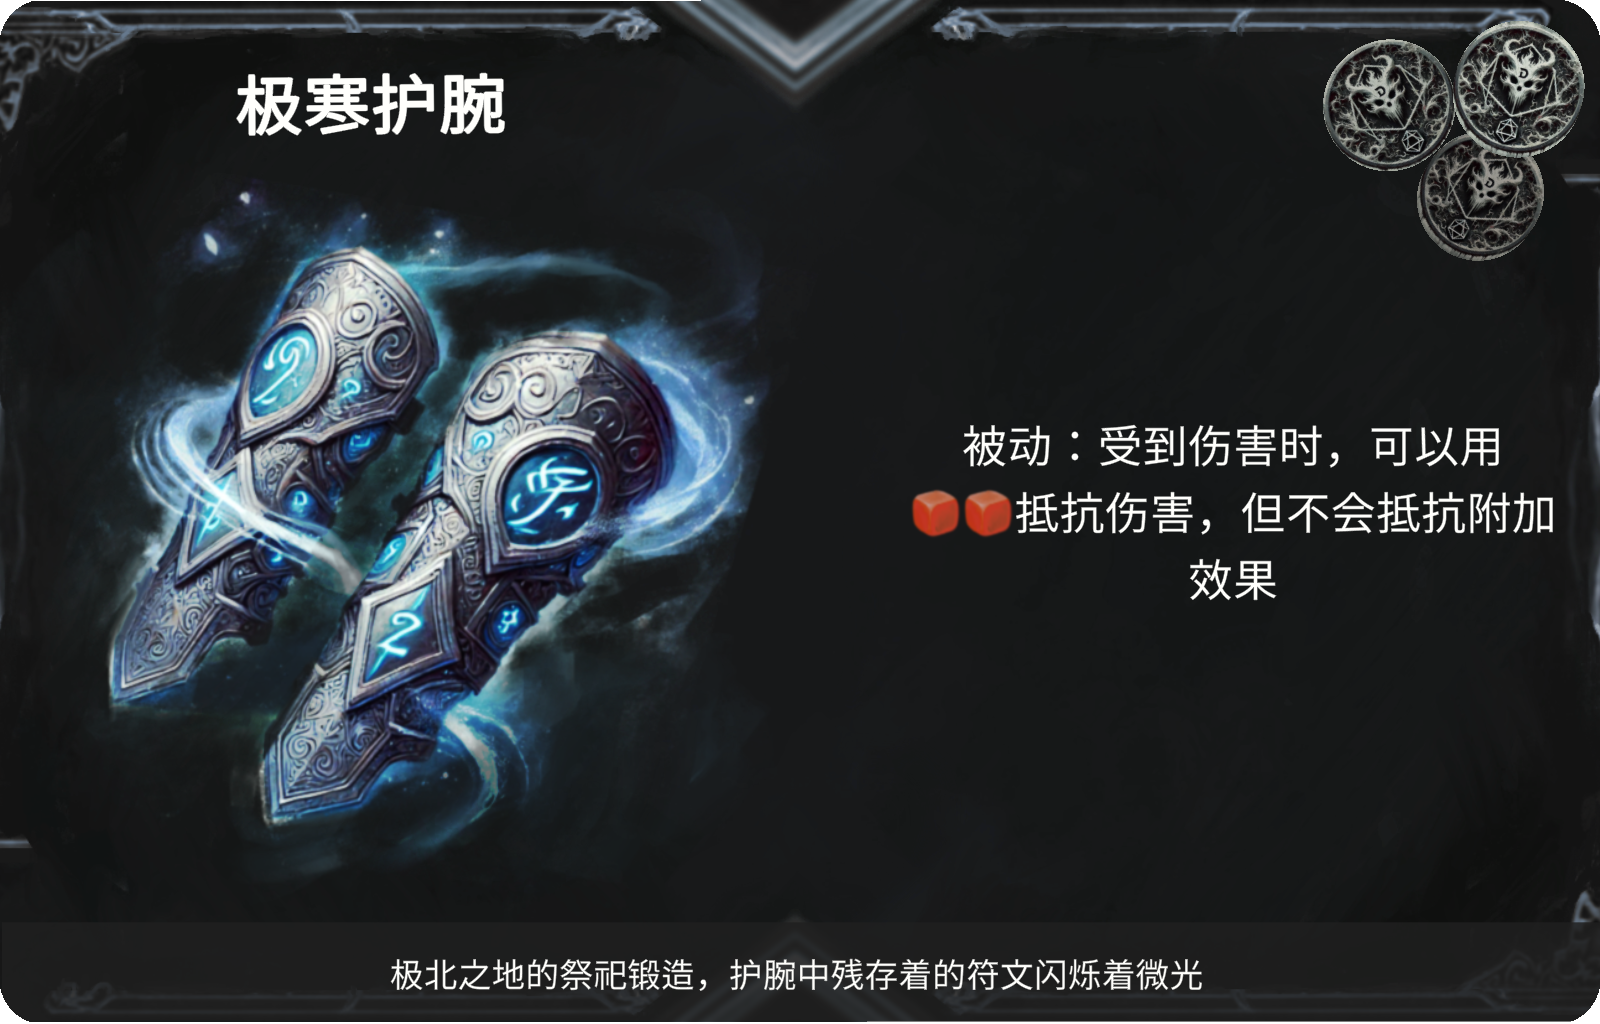 极寒护腕
被动：受到伤害时，可以用
抵抗伤害，但不会抵抗附加
效果
极北之地的祭祀锻造，护腕中残存着的符文闪烁着微光